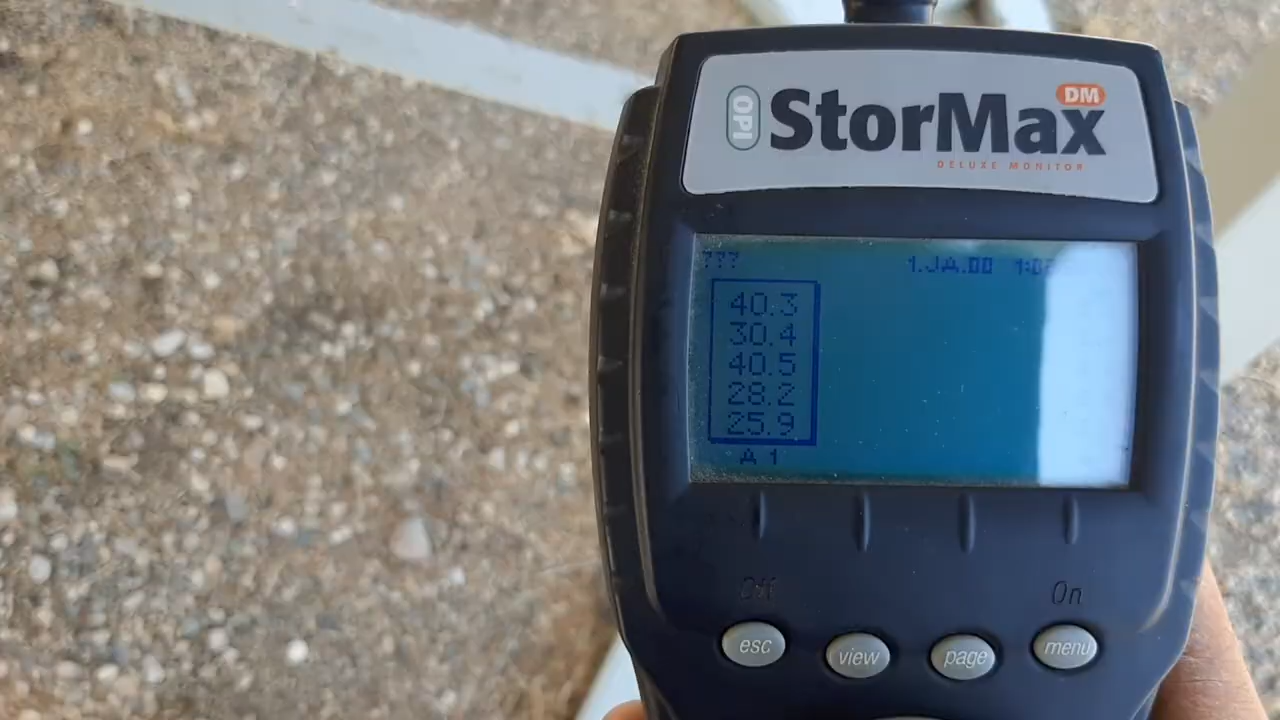 OPI StorMax DM
DELUXE MONITOR
??? 1.JA.00
40.3
30.4
40.5
28.2
25.9
A 1
Off On
esc view page menu